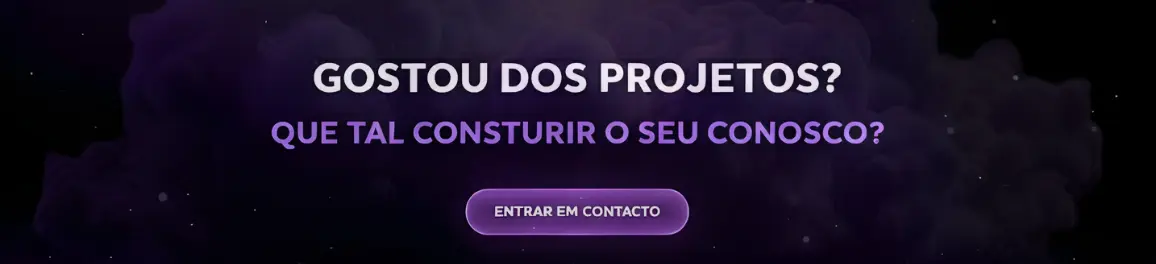 GOSTOU DOS PROJETOS?
QUE TAL CONSTURIR O SEU CONOSCO?
ENTRAR EM CONTACTO